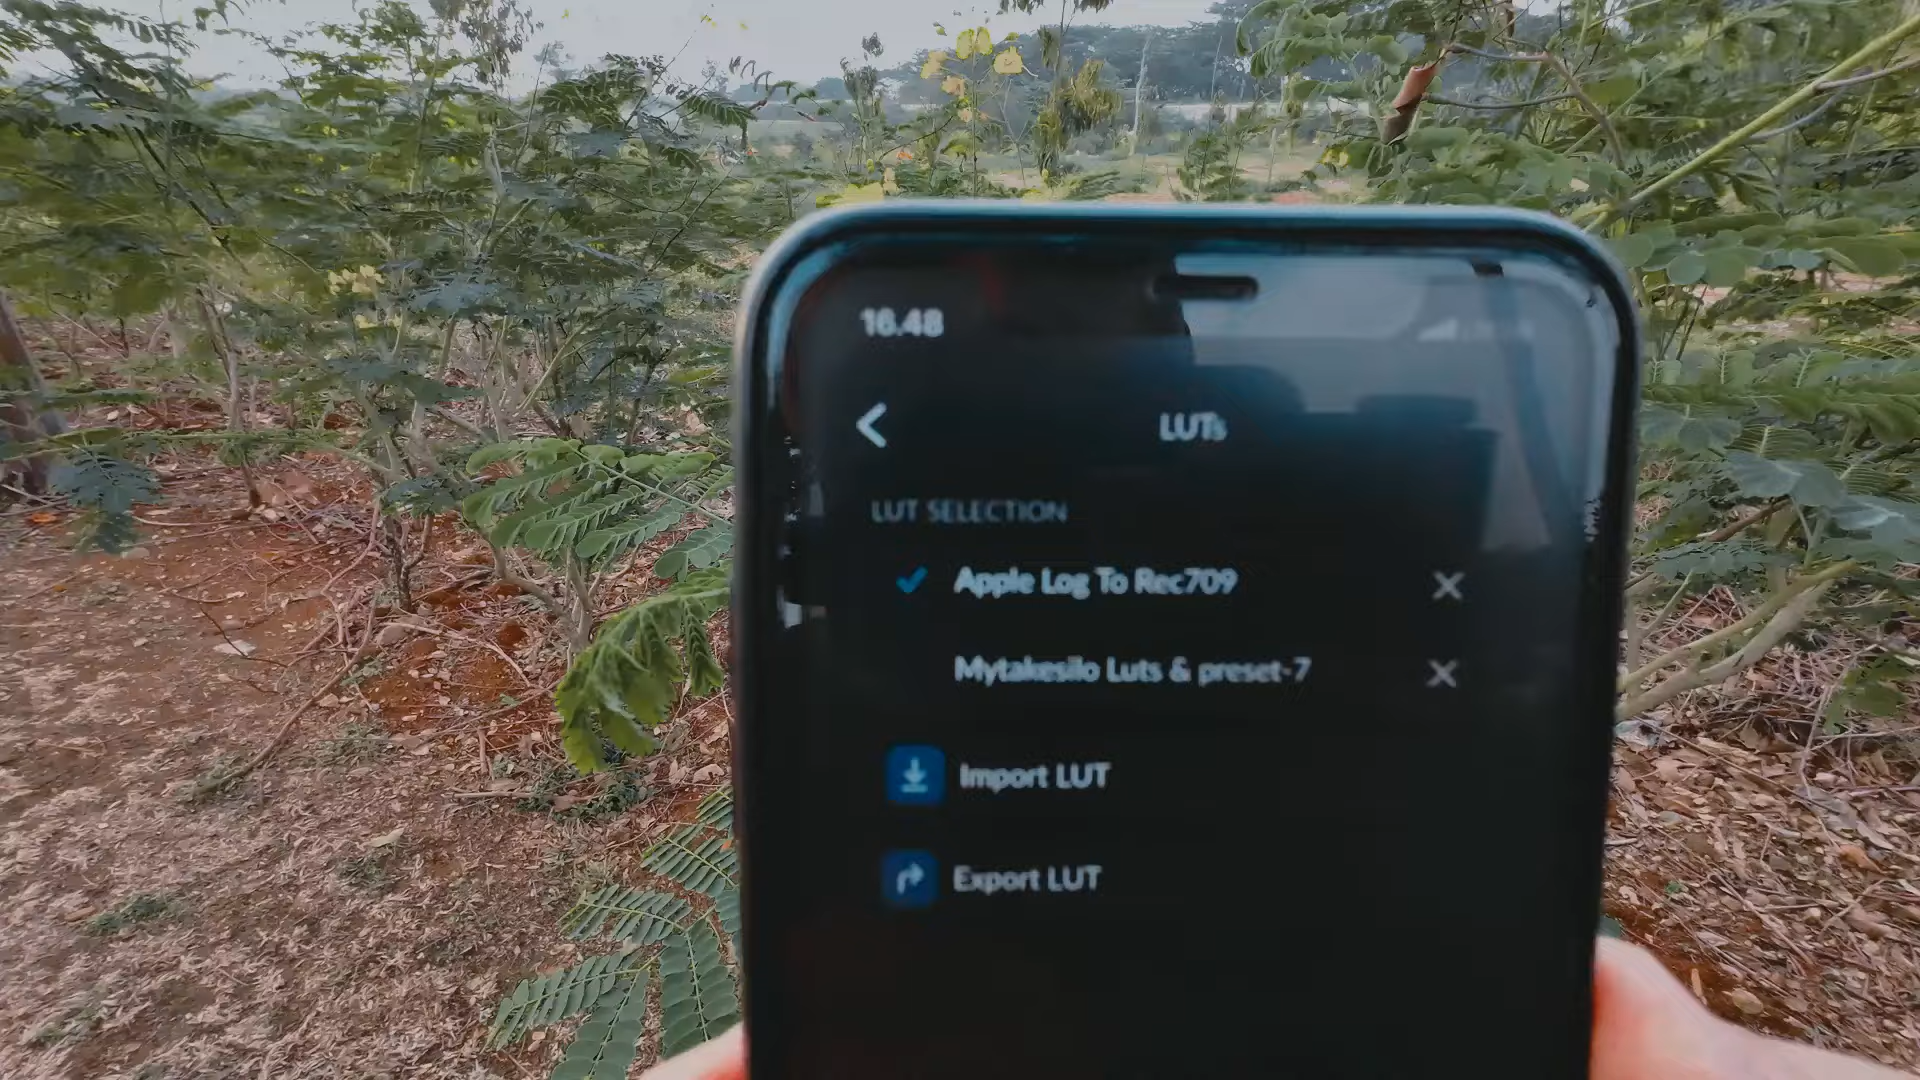 16.48
LUTs
LUT SELECTION
Apple Log To Rec709
Mytakesilo Luts & preset-7
Import LUT
Export LUT